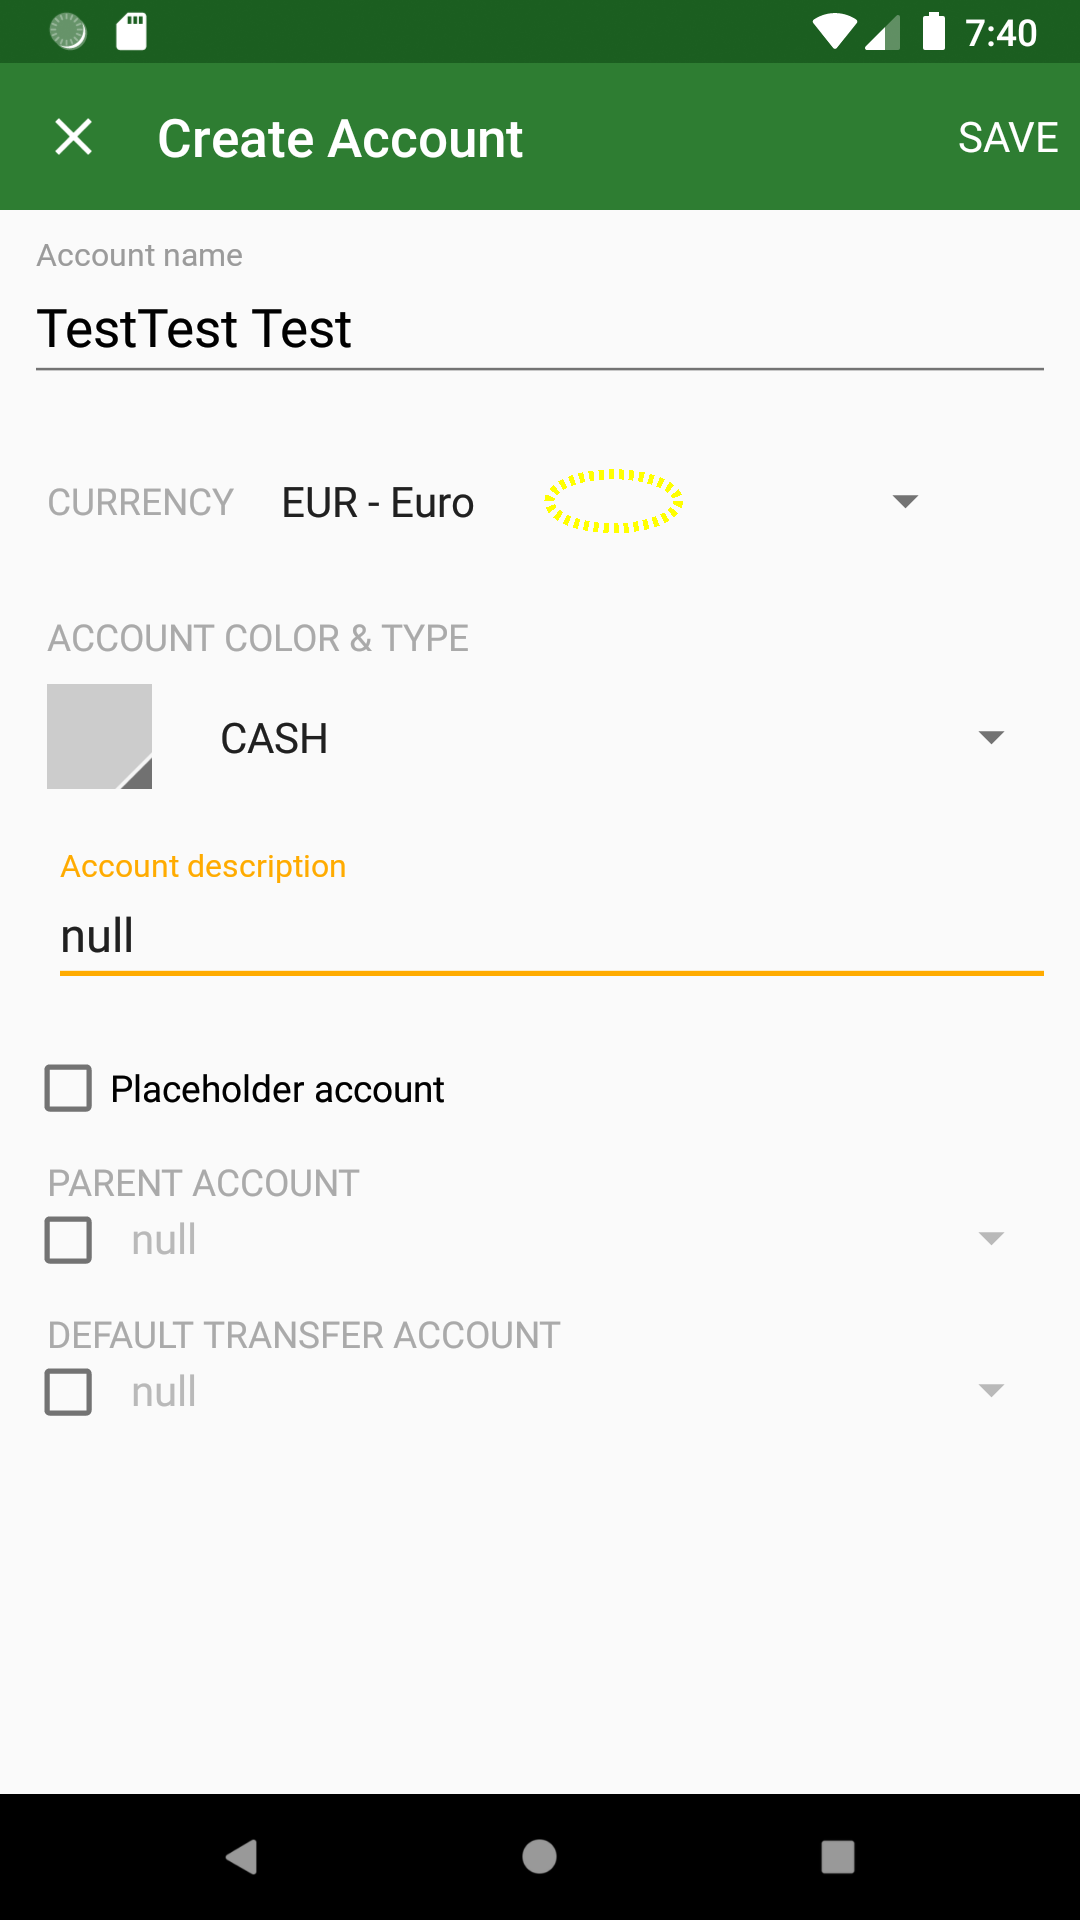 7:40
Create Account
SAVE
Account name
TestTest Test
CURRENCY EUR - Euro
ACCOUNT COLOR & TYPE
CASH
Account description
null
Placeholder account
PARENT ACCOUNT
null
DEFAULT TRANSFER ACCOUNT
null